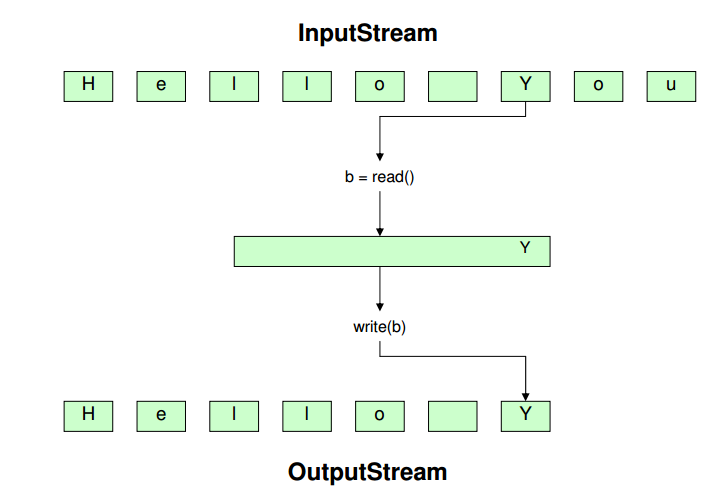 InputStream
H e l l o Y o u
b = read()
Y
write(b)
H e l l o Y
OutputStream